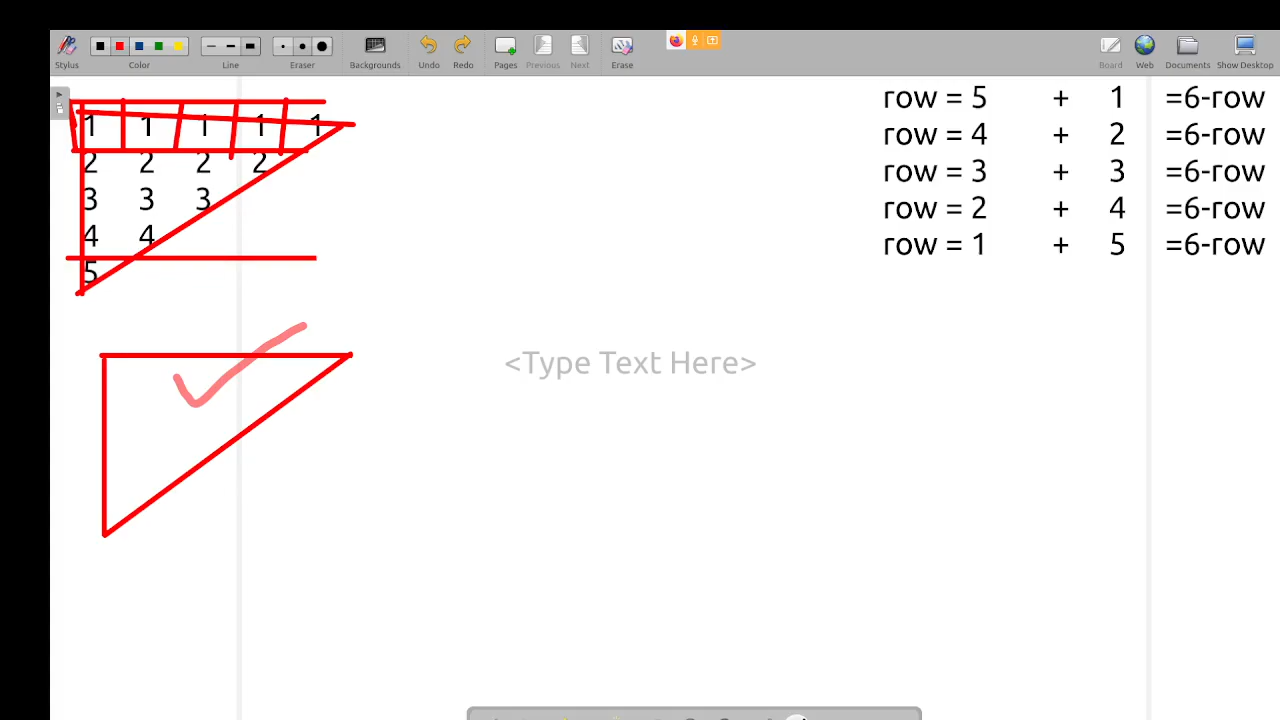 Stylus Color Line Eraser Backgrounds Undo Redo Pages Previous Next Erase Board Web Documents Show Desktop
1 1 1 1 1
2 2 2 2
3 3 3
4 4
5
row = 5 + 1 =6-row
row = 4 + 2 =6-row
row = 3 + 3 =6-row
row = 2 + 4 =6-row
row = 1 + 5 =6-row
<Type Text Here>